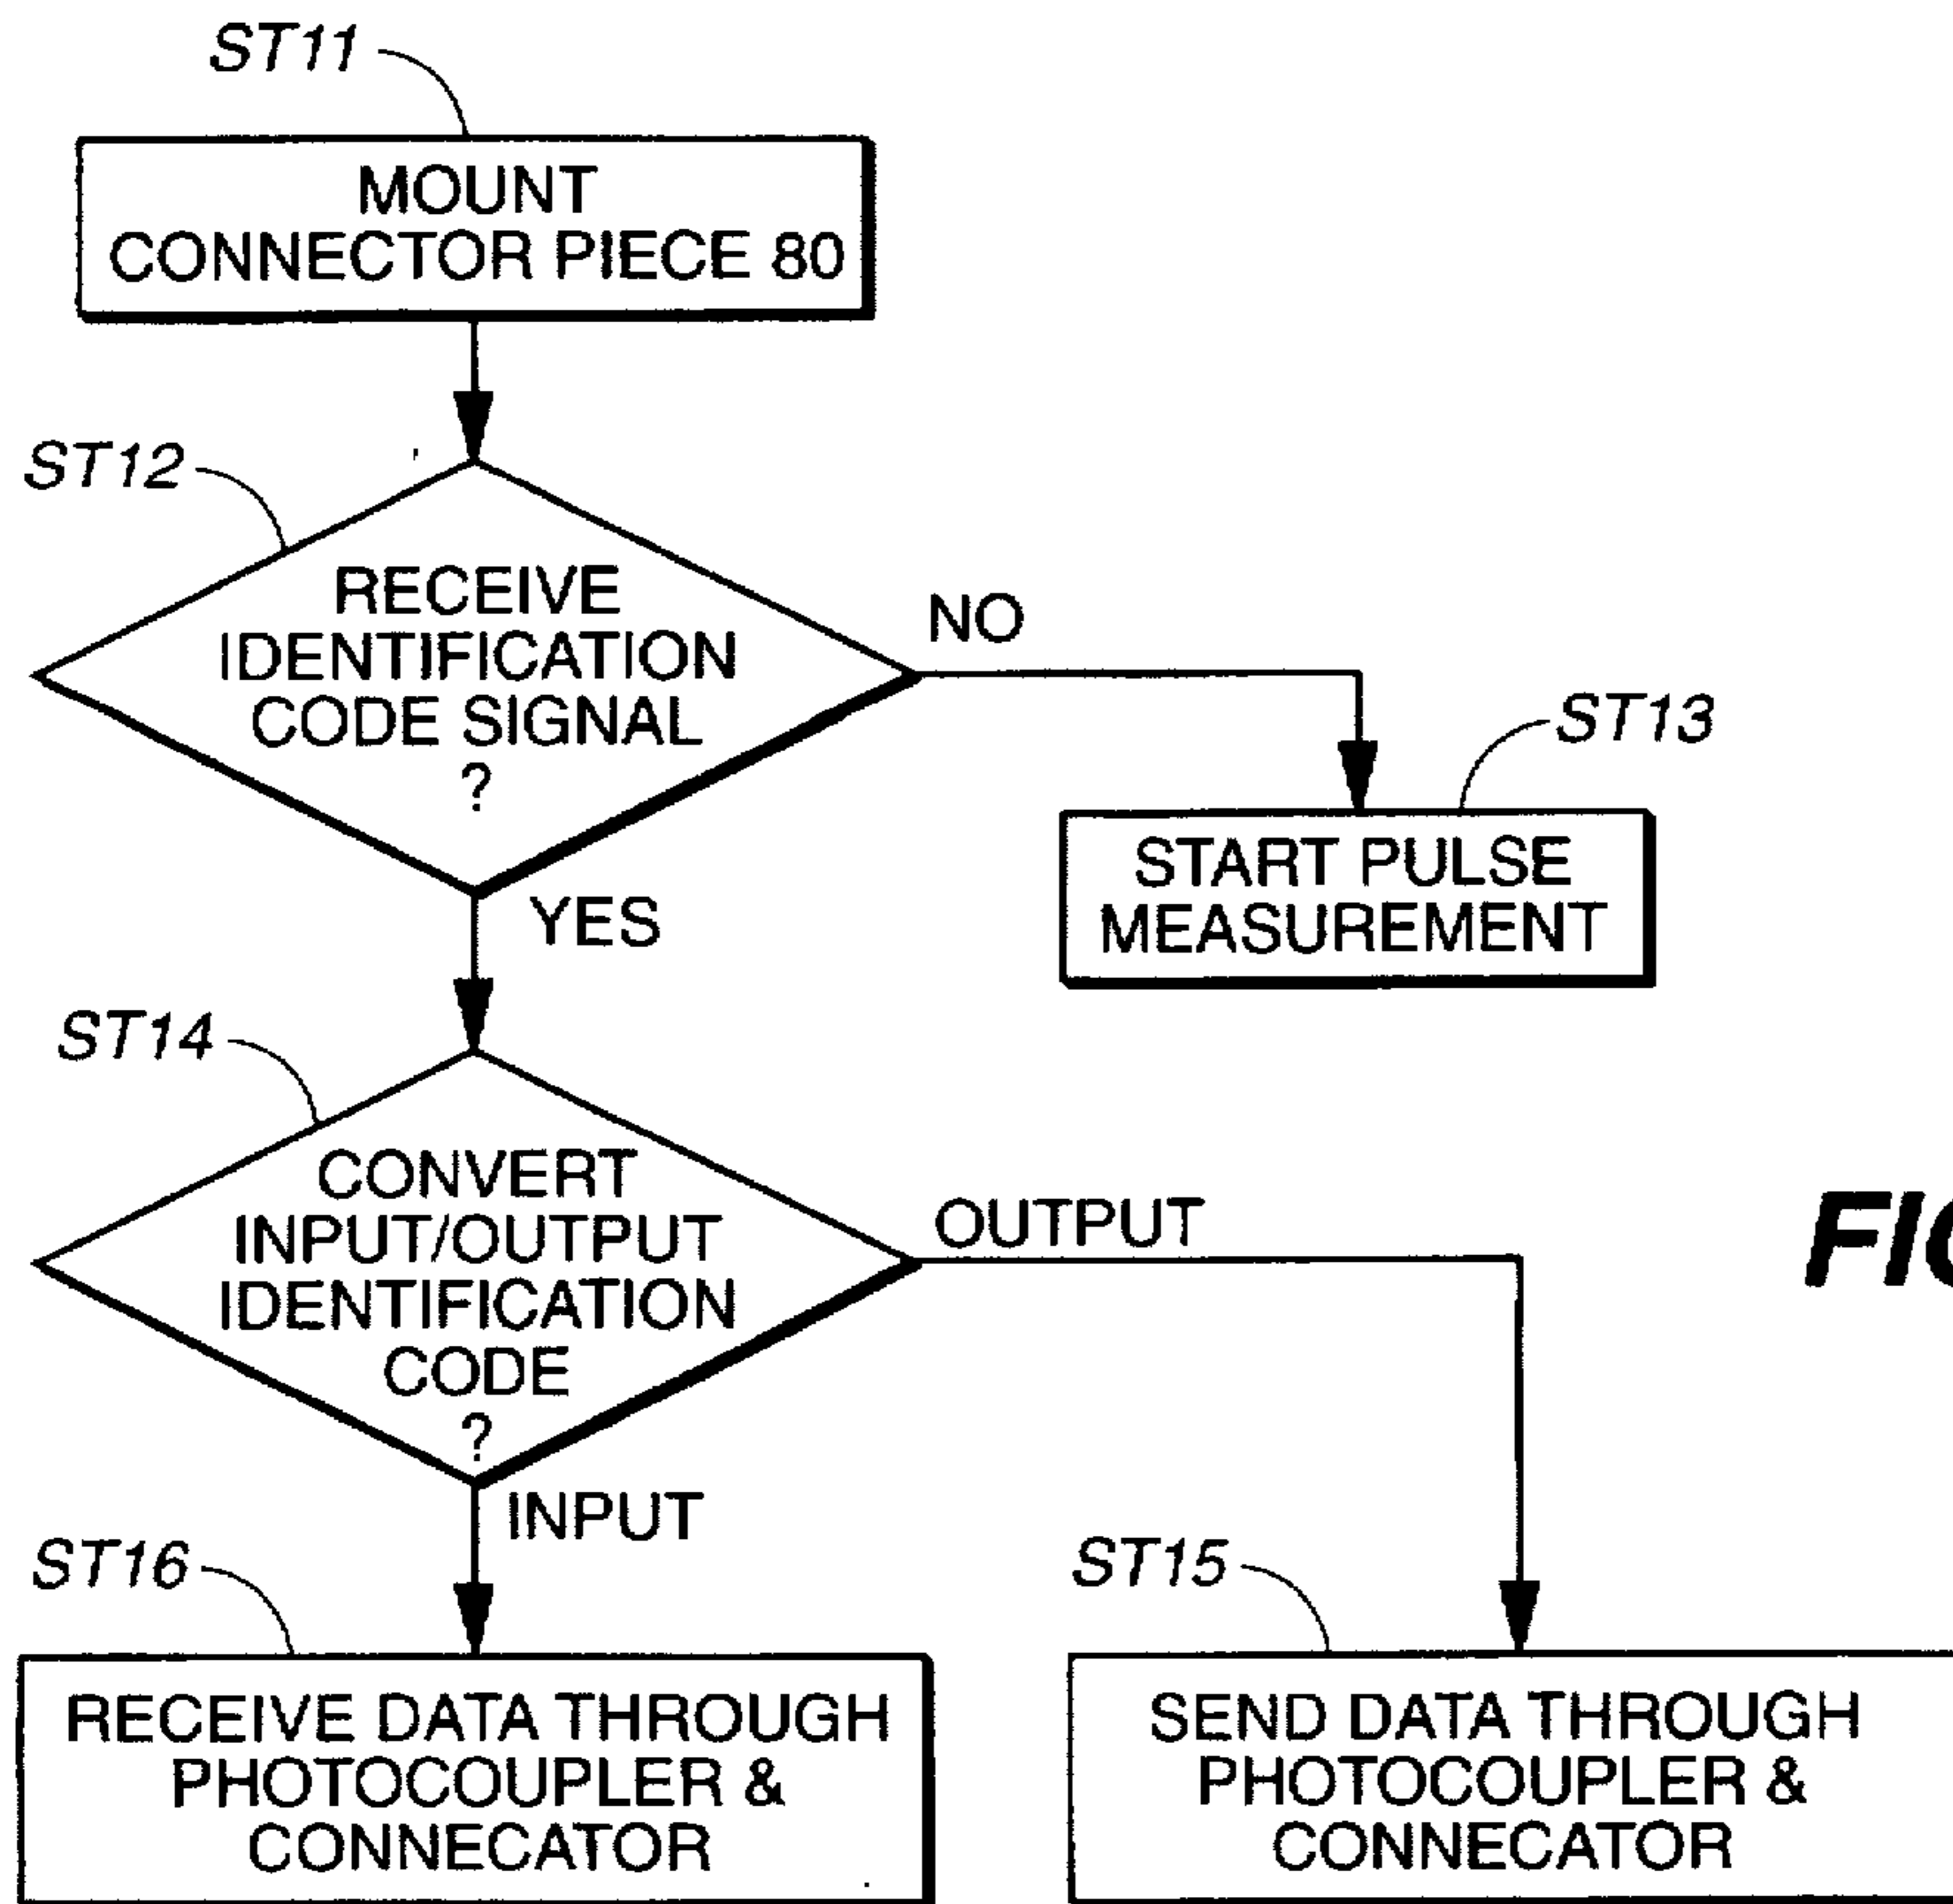 ST11
MOUNT
CONNECTOR PIECE 80
ST12
RECEIVE
IDENTIFICATION
CODE SIGNAL
?
NO
ST13
START PULSE
MEASUREMENT
YES
ST14
CONVERT
INPUT/OUTPUT
IDENTIFICATION
CODE
?
OUTPUT
INPUT
ST16
RECEIVE DATA THROUGH
PHOTOCOUPLER &
CONNECATOR
ST15
SEND DATA THROUGH
PHOTOCOUPLER &
CONNECATOR